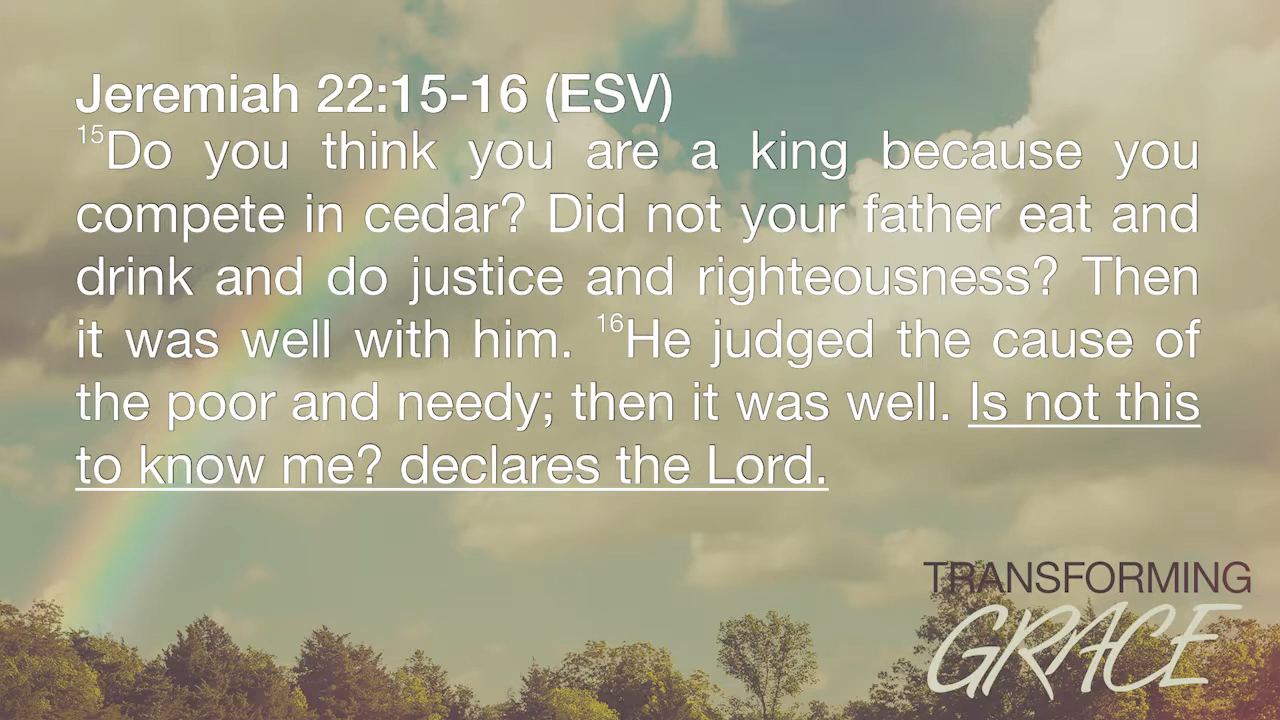 Jeremiah 22:15-16 (ESV)
15Do you think you are a king because you
compete in cedar? Did not your father eat and
drink and do justice and righteousness? Then
it was well with him. 16He judged the cause of
the poor and needy; then it was well. Is not this
to know me? declares the Lord.
TRANSFORMING
GRACE